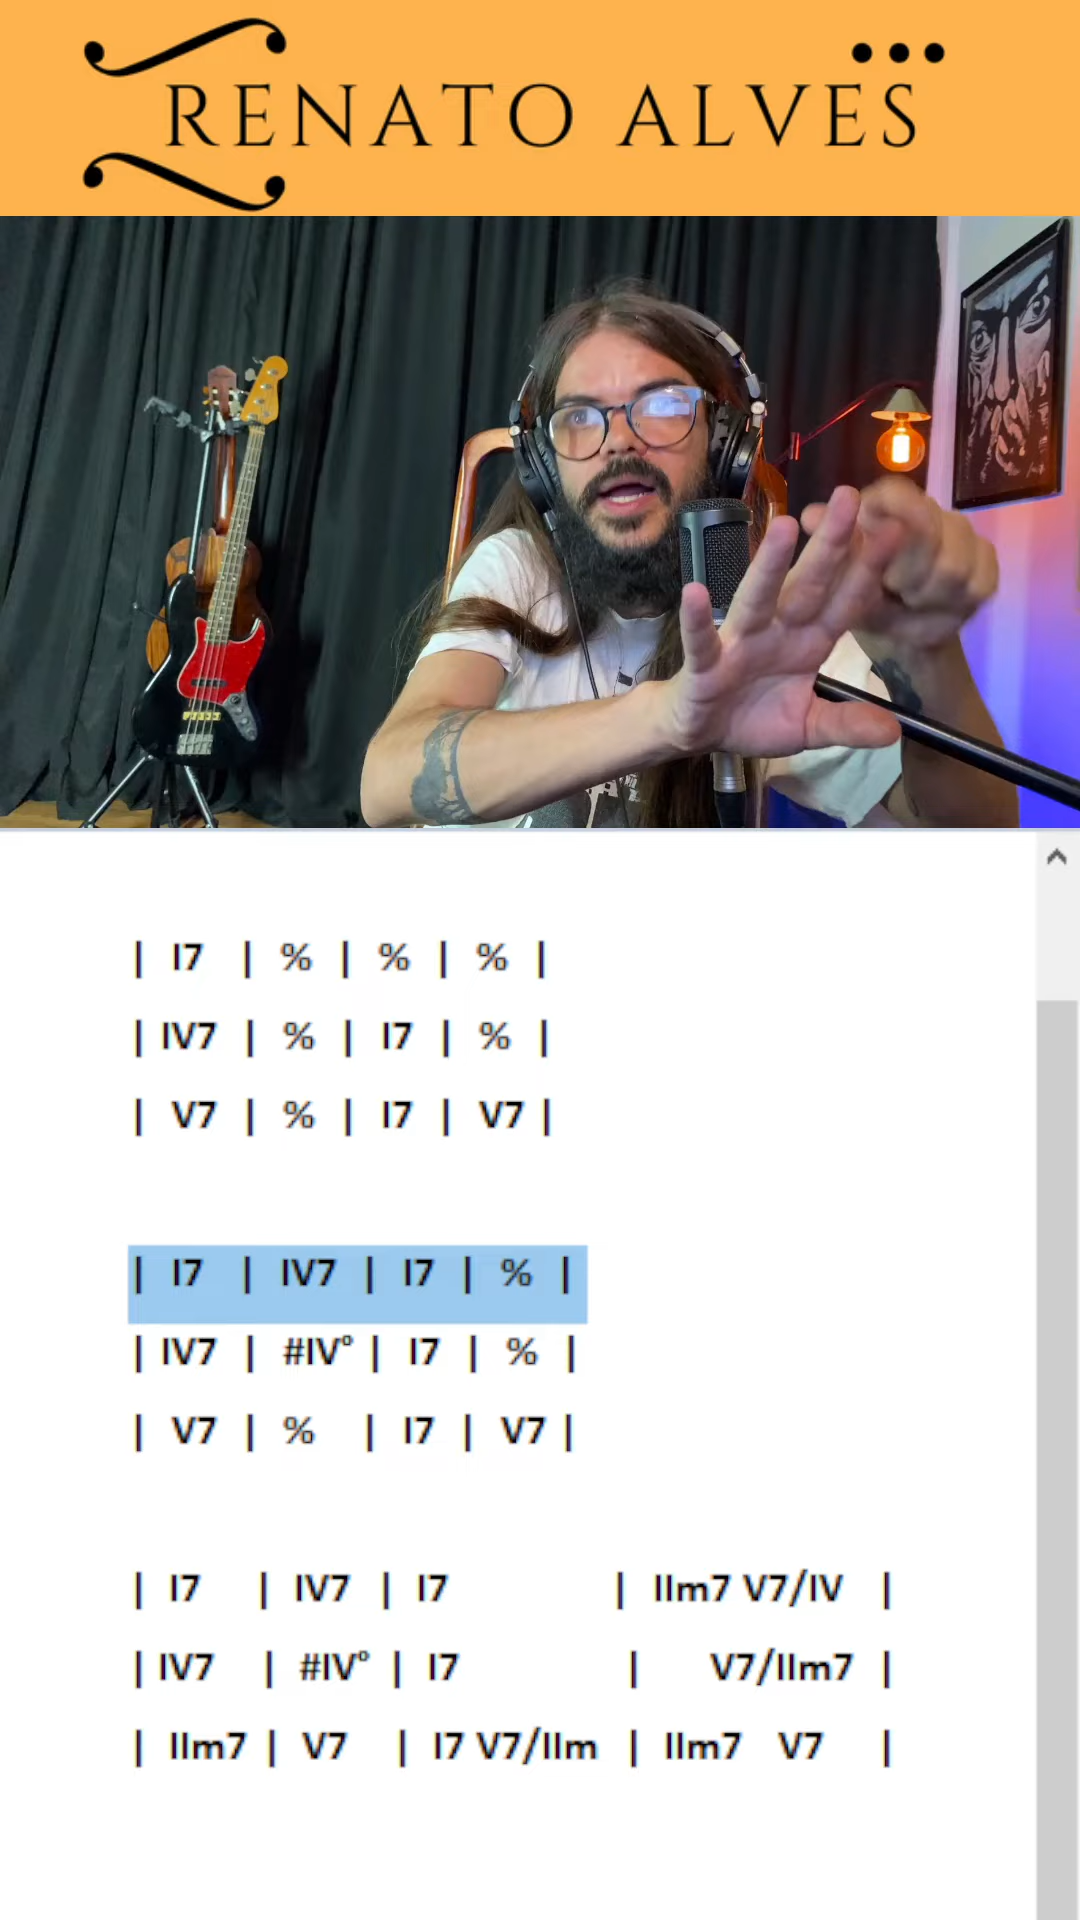 RENATO ALVES
| I7 | % | % | % |
| IV7 | % | I7 | % |
| V7 | % | I7 | V7 |
| I7 | IV7 | I7 | % |
| IV7 | #IV° | I7 | % |
| V7 | % | I7 | V7 |
| I7 | IV7 | I7 | IIm7 V7/IV |
| IV7 | #IV° | I7 | V7/IIm7 |
| IIm7 | V7 | I7 V7/IIm | IIm7 V7 |